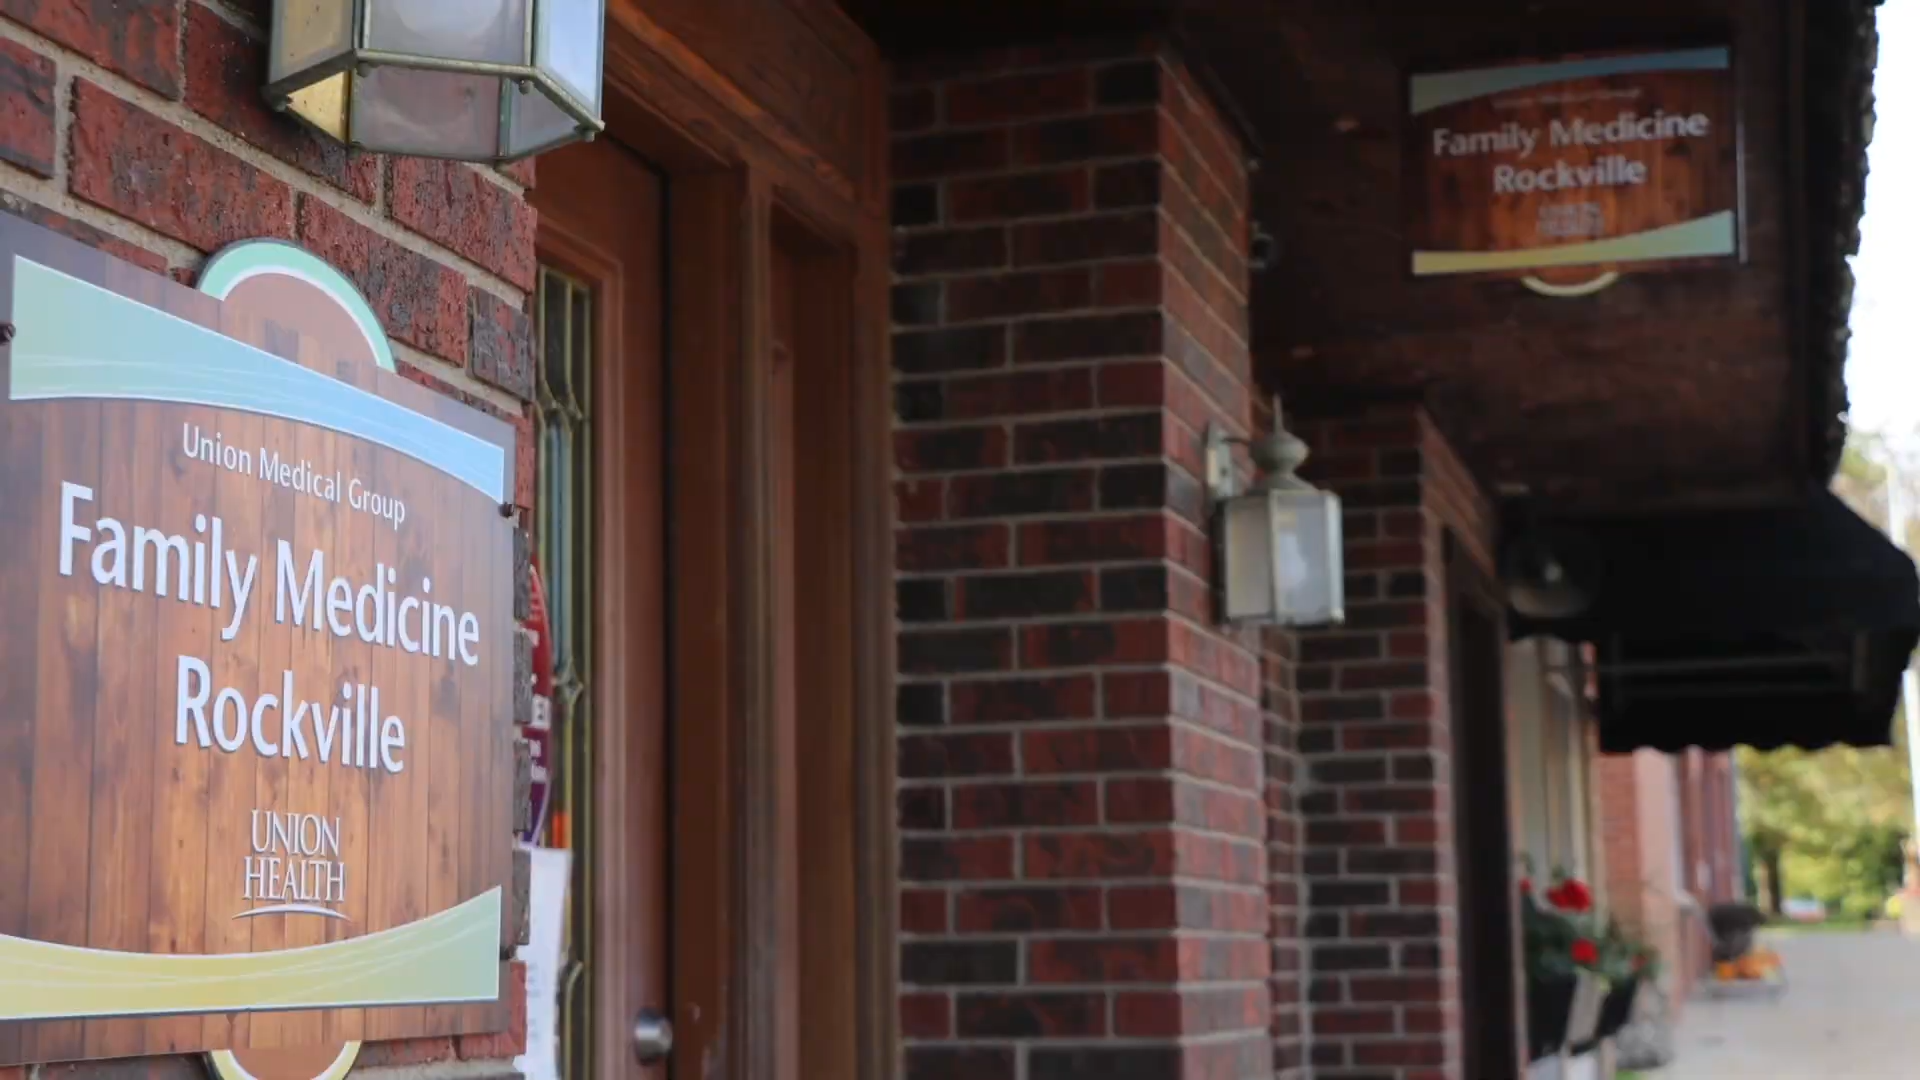 Union Medical Group
Family Medicine
Rockville
UNION
HEALTH
Family Medicine
Rockville